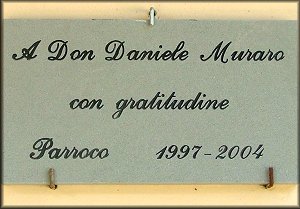 A Don Daniele Muraro
con gratitudine
Parroco 1997-2004